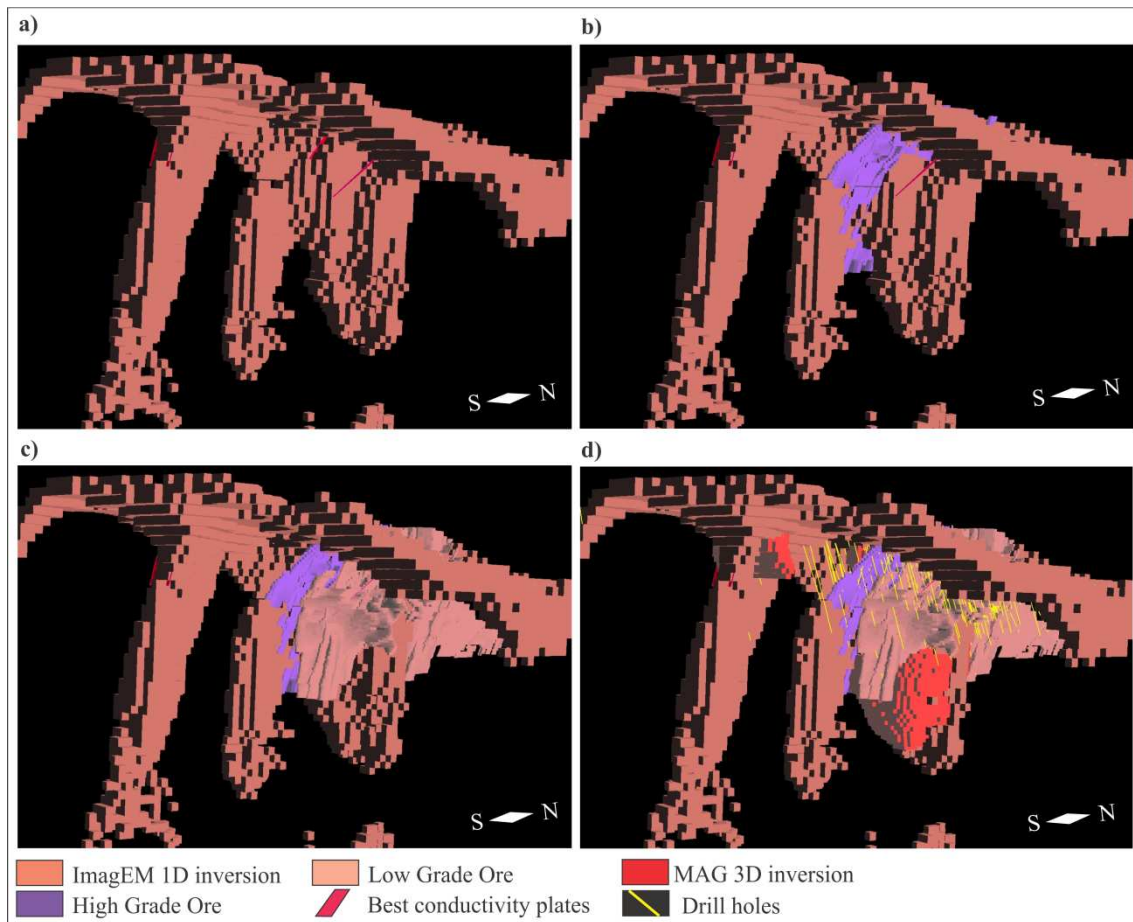 a)
b)
S N
S N
c)
d)
S N
S N
ImagEM 1D inversion
Low Grade Ore
MAG 3D inversion
High Grade Ore
Best conductivity plates
Drill holes